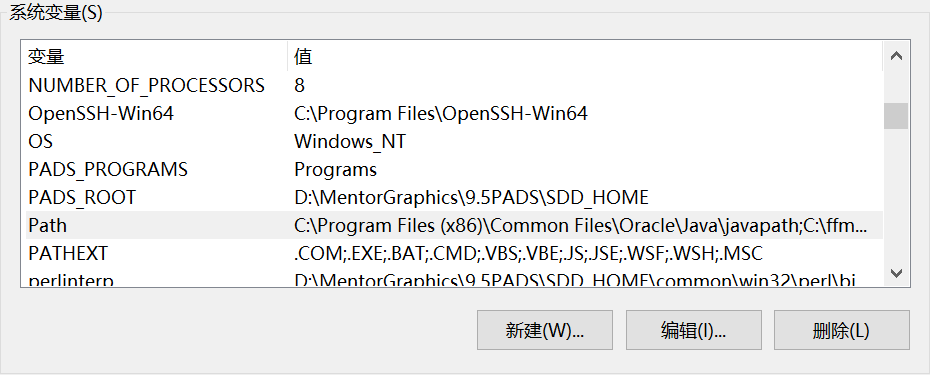 系统变量(S)
变量 值
NUMBER_OF_PROCESSORS 8
OpenSSH-Win64 C:\Program Files\OpenSSH-Win64
OS Windows_NT
PADS_PROGRAMS Programs
PADS_ROOT D:\MentorGraphics\9.5PADS\SDD_HOME
Path C:\Program Files (x86)\Common Files\Oracle\Java\javapath;C:\ffm...
PATHEXT .COM;.EXE;.BAT;.CMD;.VBS;.VBE;.JS;.JSE;.WSF;.WSH;.MSC
perlinterp D:\MentorGraphics\9.5PADS\SDD_HOME\common\win32\perl\bi
新建(W)... 编辑(I)... 删除(L)